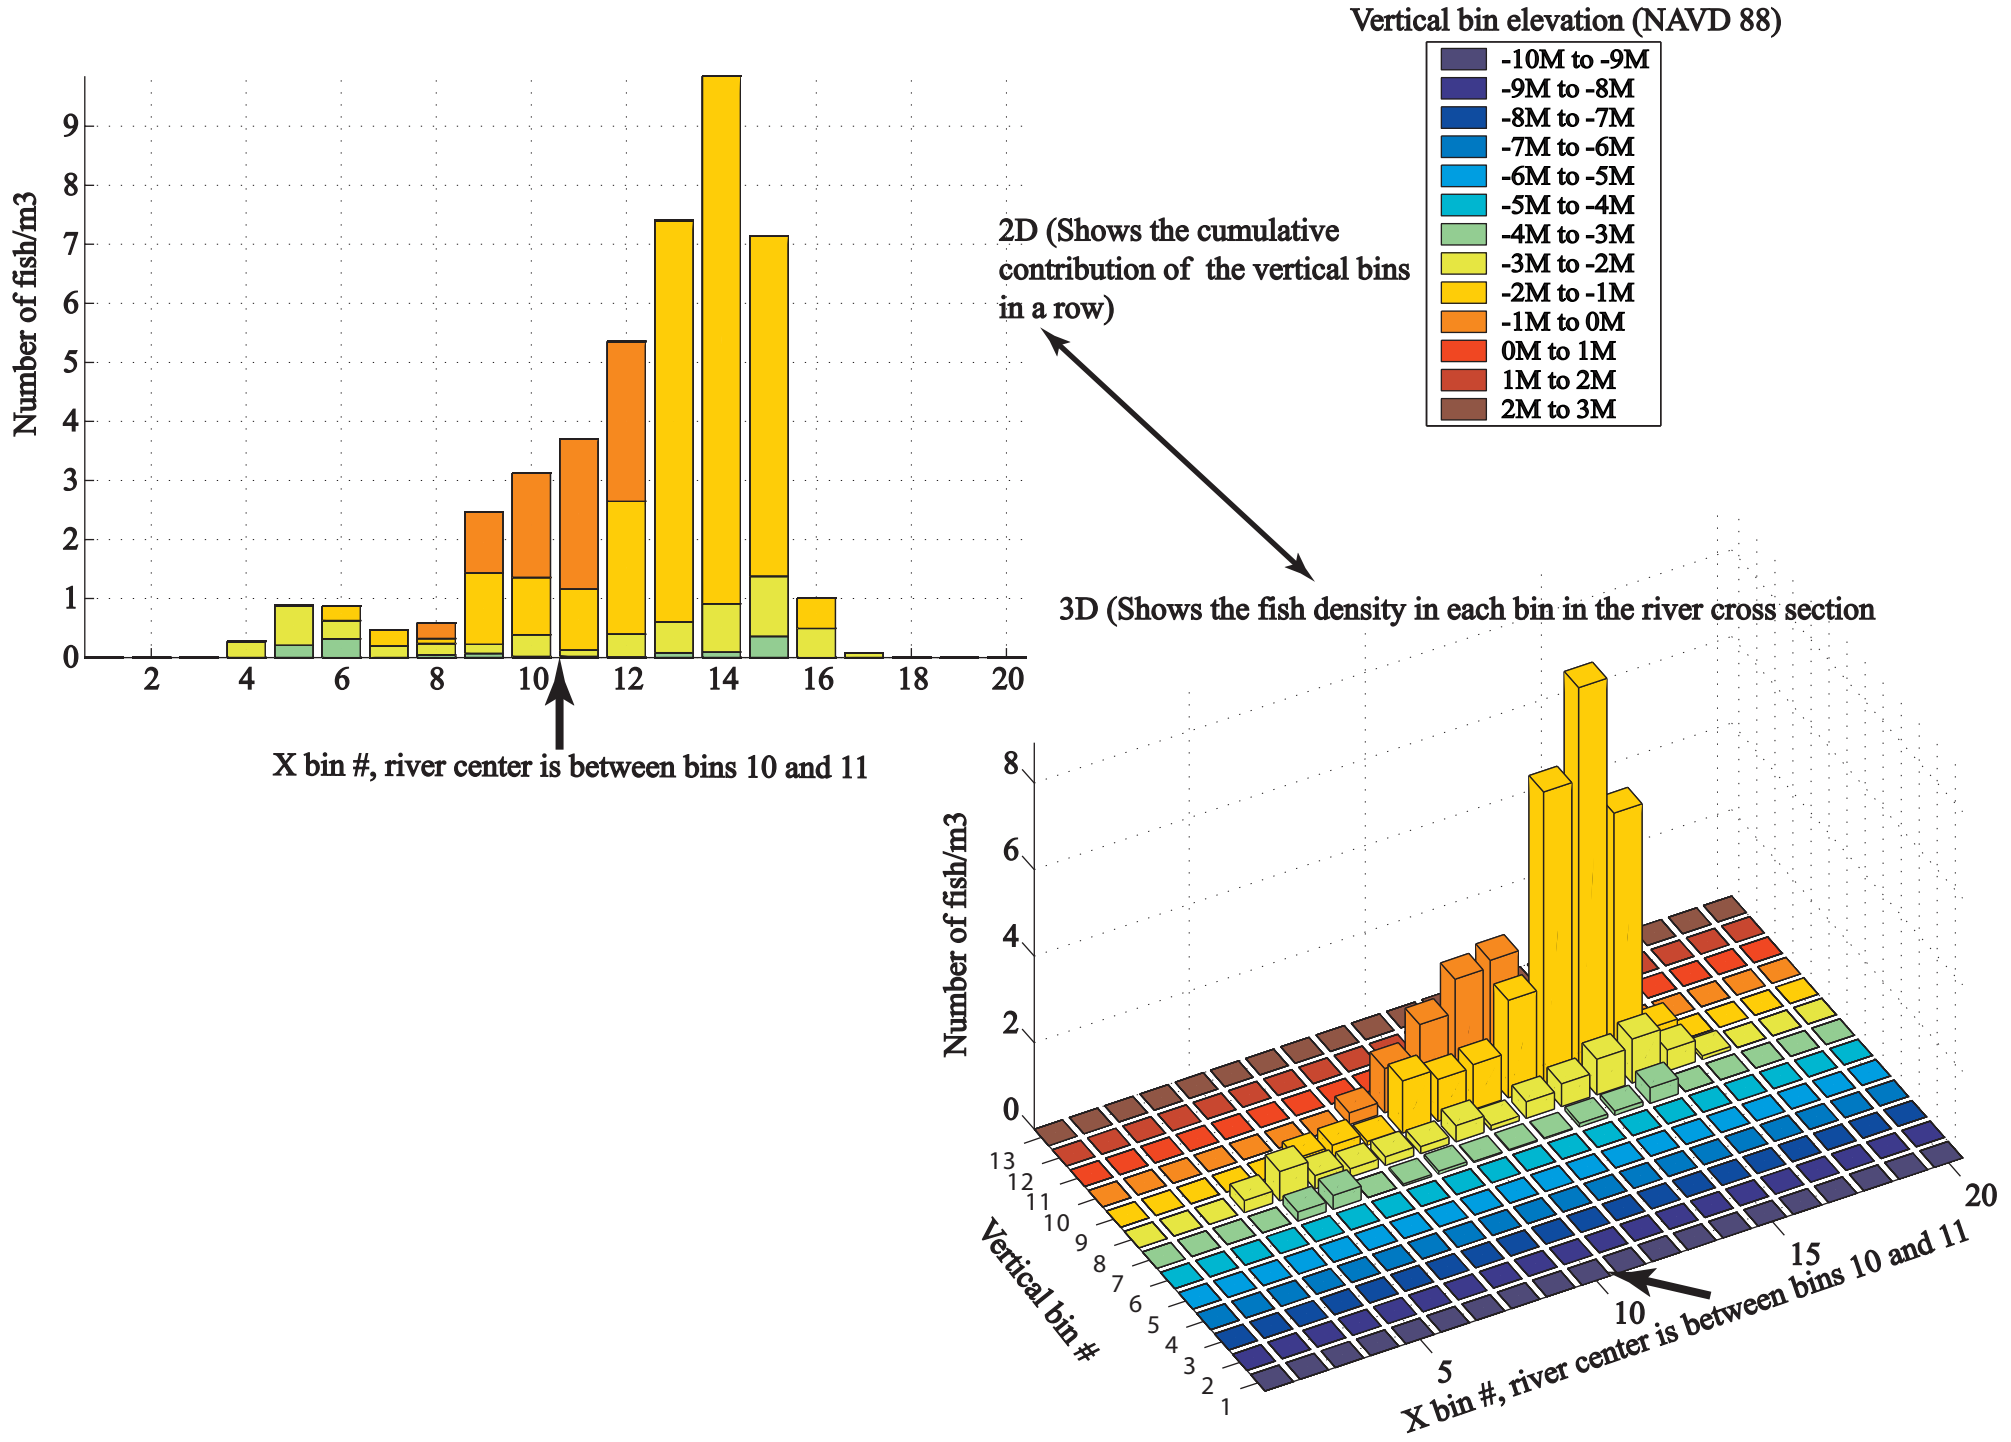 Vertical bin elevation (NAVD 88)
-10M to -9M
-9M to -8M
-8M to -7M
-7M to -6M
-6M to -5M
-5M to -4M
-4M to -3M
-3M to -2M
-2M to -1M
-1M to 0M
0M to 1M
1M to 2M
2M to 3M
Number of fish/m3
9
8
7
6
5
4
3
2
1
0
2 4 6 8 10 12 14 16 18 20
X bin #, river center is between bins 10 and 11
2D (Shows the cumulative
contribution of the vertical bins
in a row)
3D (Shows the fish density in each bin in the river cross section
Number of fish/m3
8
6
4
2
0
13
12
11
10
9
8
7
6
5
4
3
2
1
Vertical bin #
5
10
15
20
X bin #, river center is between bins 10 and 11